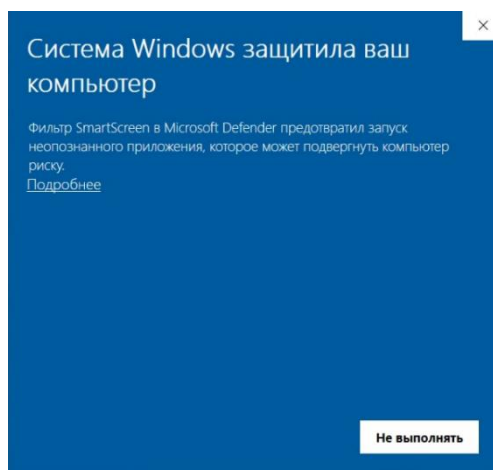 Система Windows защитила ваш
компьютер
Фильтр SmartScreen в Microsoft Defender предотвратил запуск
неопознанного приложения, которое может подвергнуть компьютер
риску.
Подробнее
Не выполнять